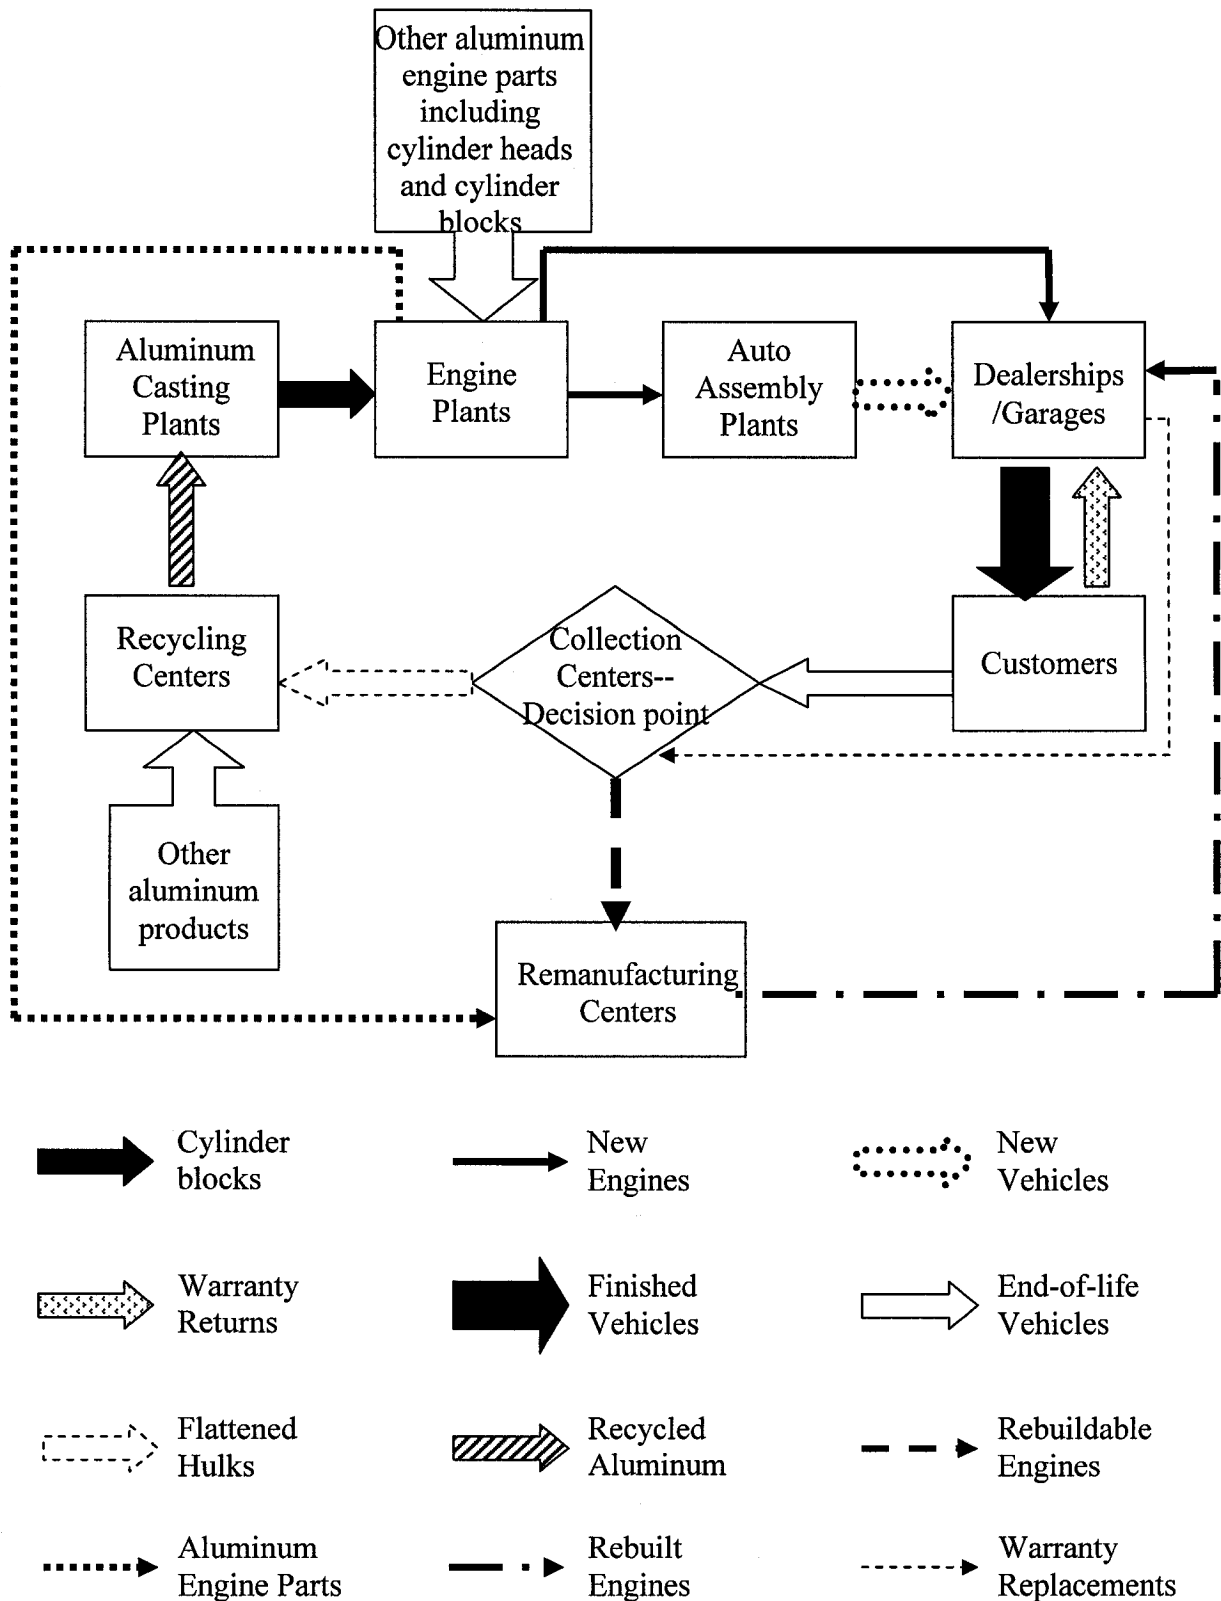 Other aluminum
engine parts
including
cylinder heads
and cylinder
blocks
Aluminum
Casting
Plants
Engine
Plants
Auto
Assembly
Plants
Dealerships
/Garages
Recycling
Centers
Collection
Centers--
Decision point
Customers
Other
aluminum
products
Remanufacturing
Centers
Cylinder
blocks
New
Engines
New
Vehicles
Warranty
Returns
Finished
Vehicles
End-of-life
Vehicles
Flattened
Hulks
Recycled
Aluminum
Rebuildable
Engines
Aluminum
Engine Parts
Rebuilt
Engines
Warranty
Replacements